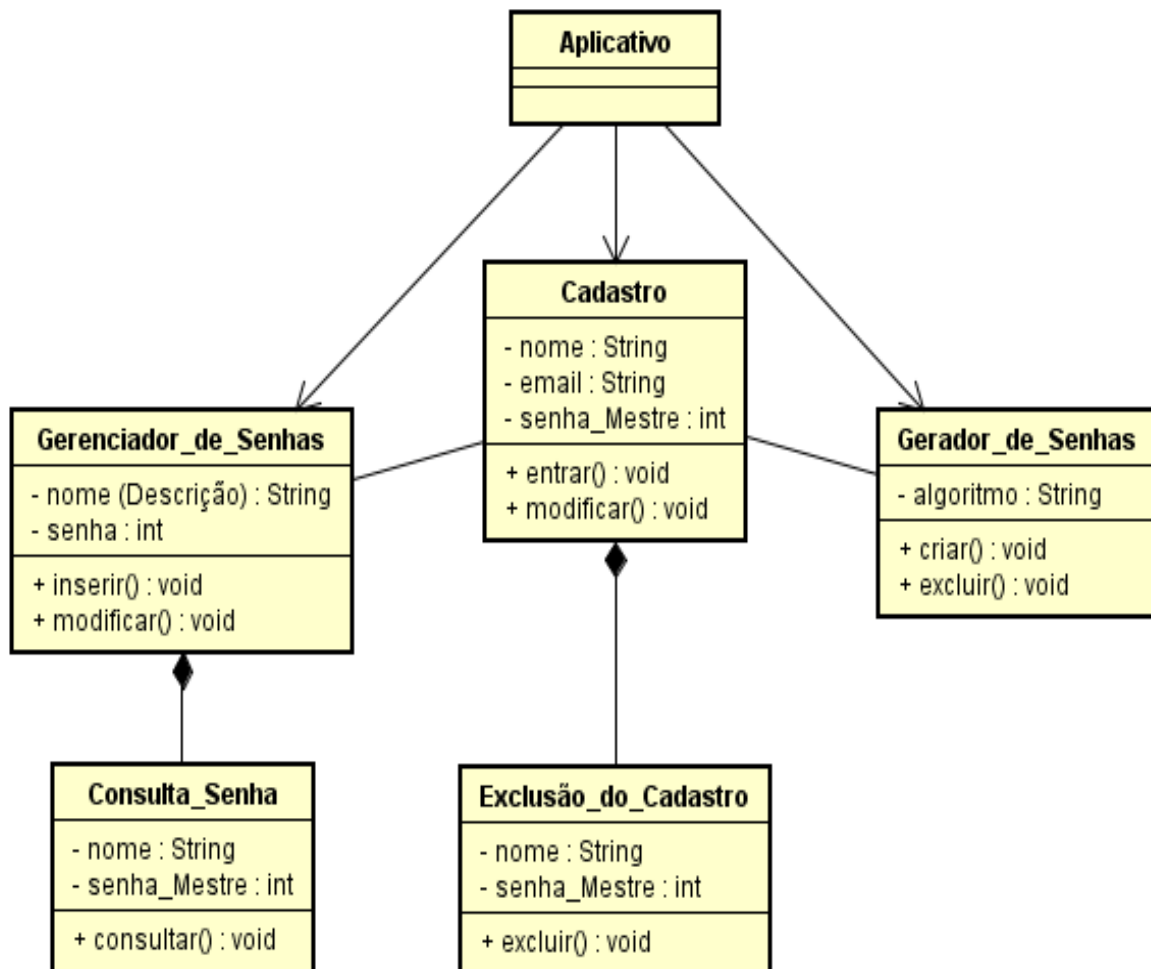 Aplicativo
Cadastro
- nome : String
- email : String
- senha_Mestre : int
+ entrar() : void
+ modificar() : void
Gerenciador_de_Senhas
- nome (Descrição) : String
- senha : int
+ inserir() : void
+ modificar() : void
Gerador_de_Senhas
- algoritmo : String
+ criar() : void
+ excluir() : void
Consulta_Senha
- nome : String
- senha_Mestre : int
+ consultar() : void
Exclusão_do_Cadastro
- nome : String
- senha_Mestre : int
+ excluir() : void